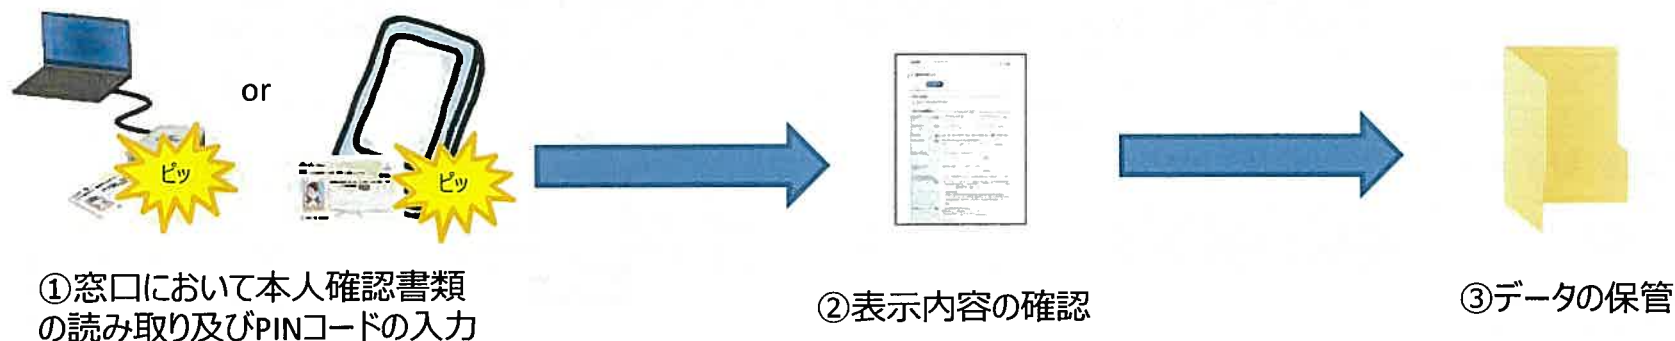 or
ピッ
ピッ
①窓口において本人確認書類
の読み取り及びPINコードの入力
②表示内容の確認
③データの保管